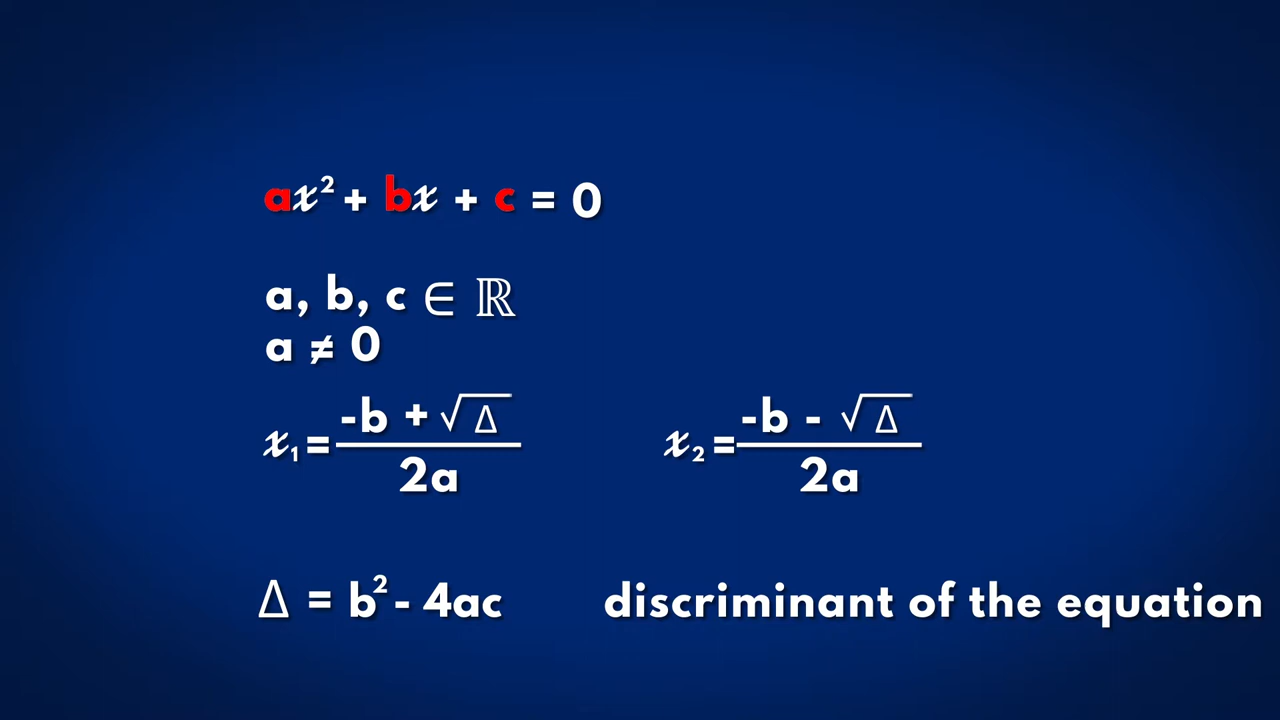 ax² + bx + c = 0
a, b, c ∈ ℝ
a ≠ 0
x₁ = (-b + √Δ) / 2a    x₂ = (-b - √Δ) / 2a
Δ = b² - 4ac    discriminant of the equation